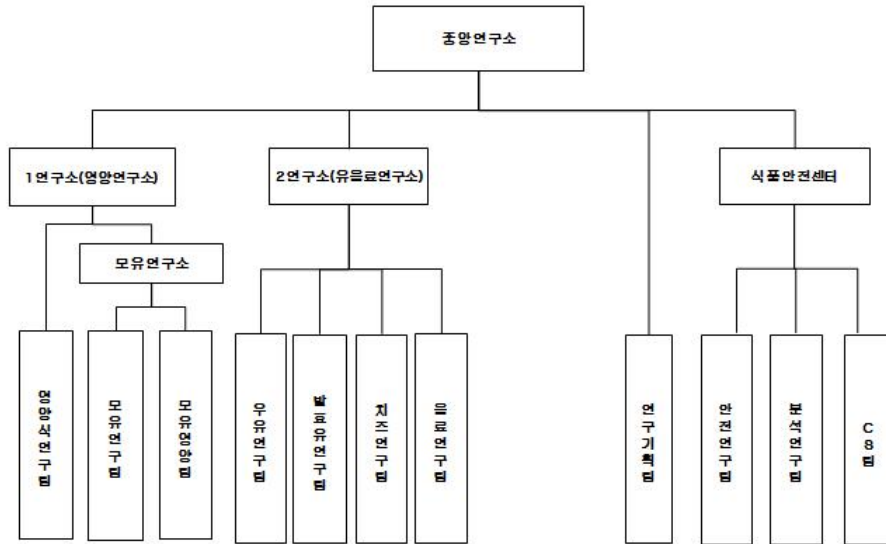 중앙연구소
1연구소(영양연구소)
2연구소(유음료연구소)
식품안전센터
모유연구소
영양식연구팀
모유연구팀
모유영양팀
우유연구팀
발효유연구팀
치즈연구팀
음료연구팀
연구기획팀
안전연구팀
분석연구팀
CS팀